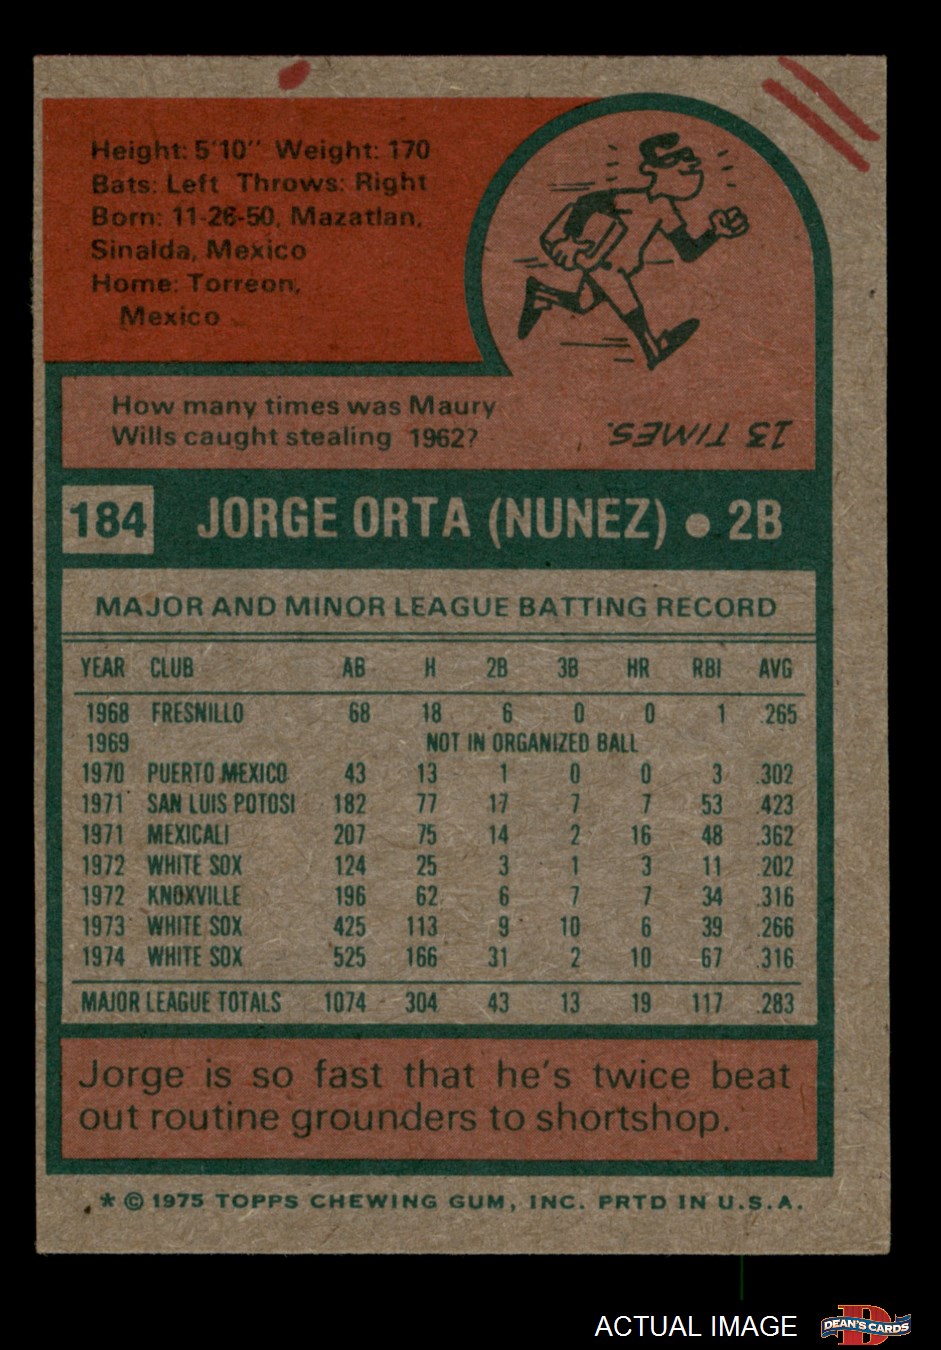 Height: 5'10" Weight: 170
Bats: Left Throws: Right
Born: 11-26-50, Mazatlan,
Sinalda, Mexico
Home: Torreon,
Mexico
How many times was Maury
Wills caught stealing 1962?
13 TIMES.
184 JORGE ORTA (NUNEZ) • 2B
MAJOR AND MINOR LEAGUE BATTING RECORD
YEAR CLUB AB H 2B 3B HR RBI AVG
1968 FRESNILLO 68 18 6 0 0 1 .265
1969 NOT IN ORGANIZED BALL
1970 PUERTO MEXICO 43 13 1 0 0 3 .302
1971 SAN LUIS POTOSI 182 77 17 7 7 53 .423
1971 MEXICALI 207 75 14 2 16 48 .362
1972 WHITE SOX 124 25 3 1 3 11 .202
1972 KNOXVILLE 196 62 6 7 7 34 .316
1973 WHITE SOX 425 113 9 10 6 39 .266
1974 WHITE SOX 525 166 31 2 10 67 .316
MAJOR LEAGUE TOTALS 1074 304 43 13 19 117 .283
Jorge is so fast that he's twice beat
out routine grounders to shortshop.
* © 1975 TOPPS CHEWING GUM, INC. PRTD IN U.S.A.
ACTUAL IMAGE
D
DEAN'S CARDS